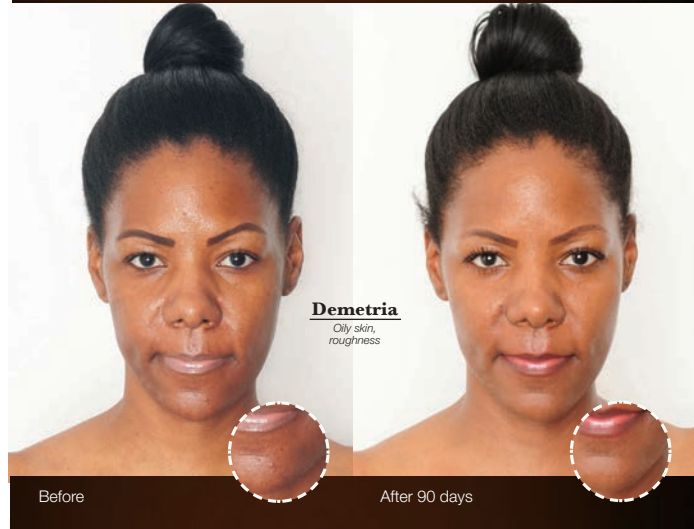 Demetria
Oily skin,
roughness
Before
After 90 days